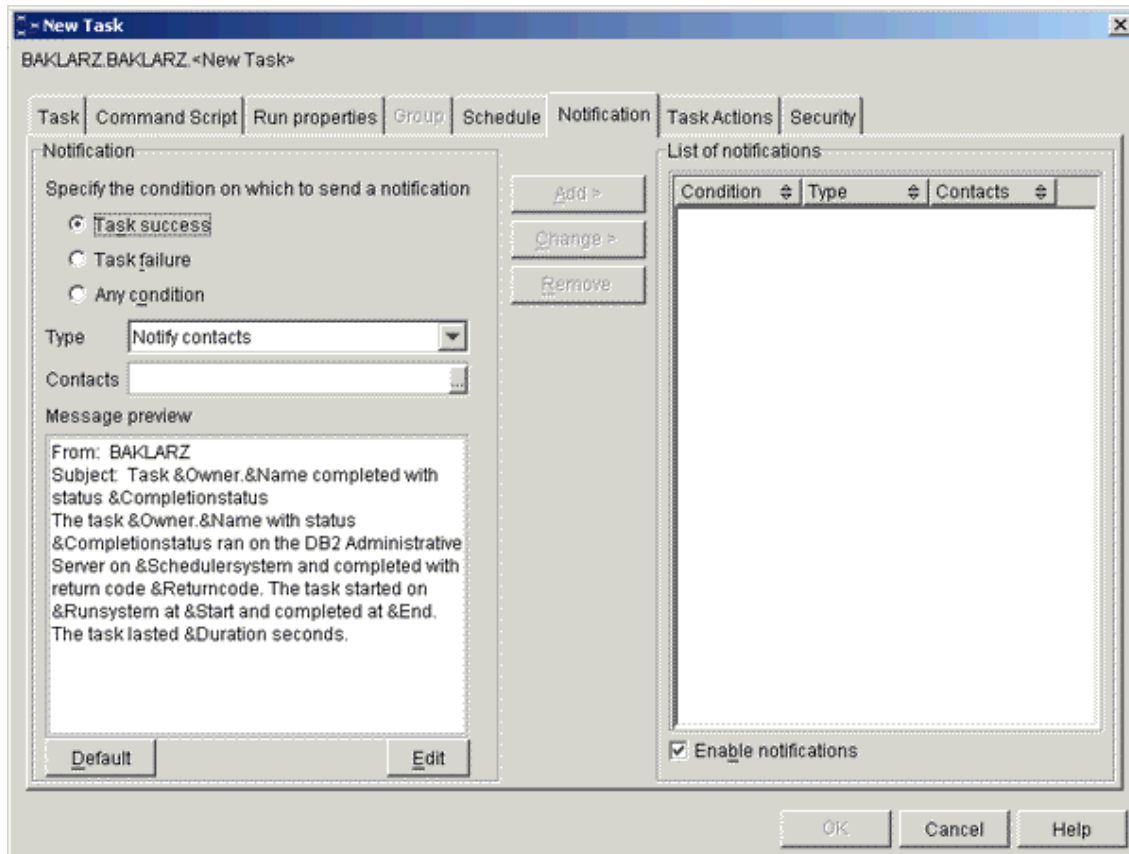 New Task
BAKLARZ.BAKLARZ.<New Task>
Task Command Script Run properties Group Schedule Notification Task Actions Security
Notification
Specify the condition on which to send a notification
Task success
Task failure
Any condition
Type Notify contacts
Contacts ...
Message preview
From: BAKLARZ
Subject: Task &Owner.&Name completed with
status &Completionstatus
The task &Owner.&Name with status
&Completionstatus ran on the DB2 Administrative
Server on &Schedulersystem and completed with
return code &Returncode. The task started on
&Runsystem at &Start and completed at &End.
The task lasted &Duration seconds.
Default Edit
Add >
Change >
Remove
List of notifications
Condition Type Contacts
Enable notifications
OK Cancel Help